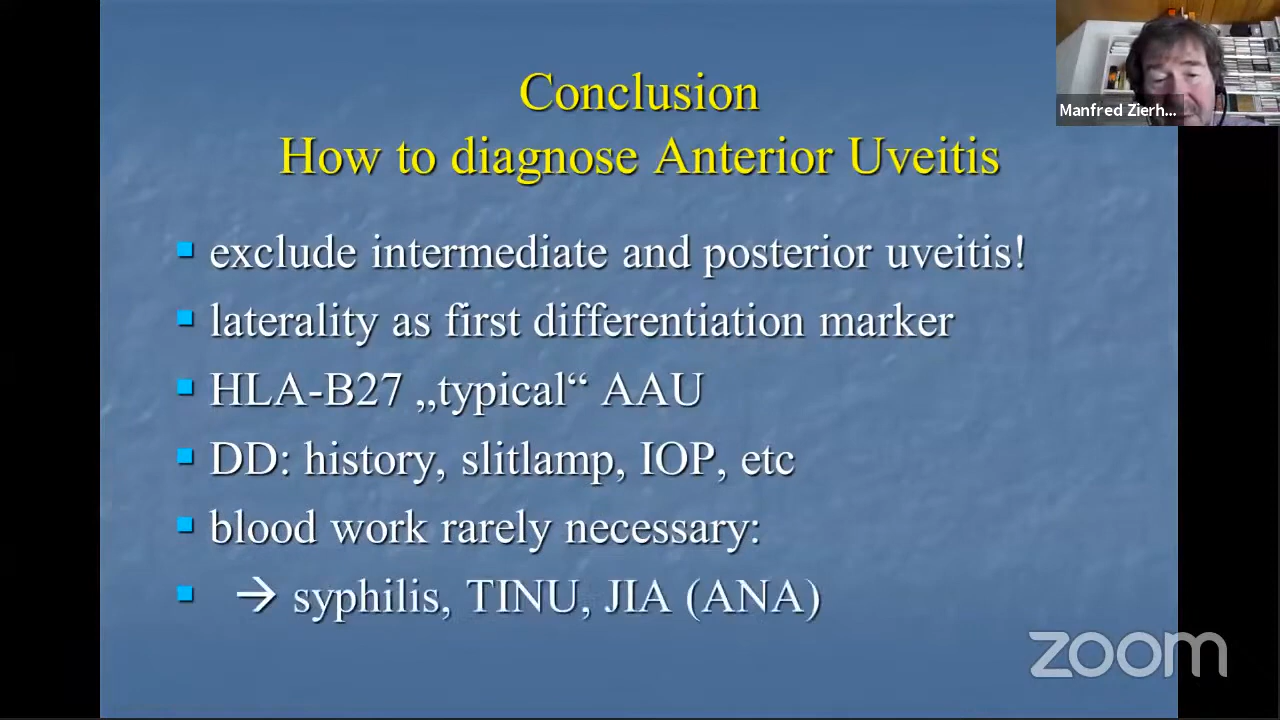 Conclusion
How to diagnose Anterior Uveitis
exclude intermediate and posterior uveitis!
laterality as first differentiation marker
HLA-B27 „typical“ AAU
DD: history, slitlamp, IOP, etc
blood work rarely necessary:
→ syphilis, TINU, JIA (ANA)
Manfred Zierh...
zoom